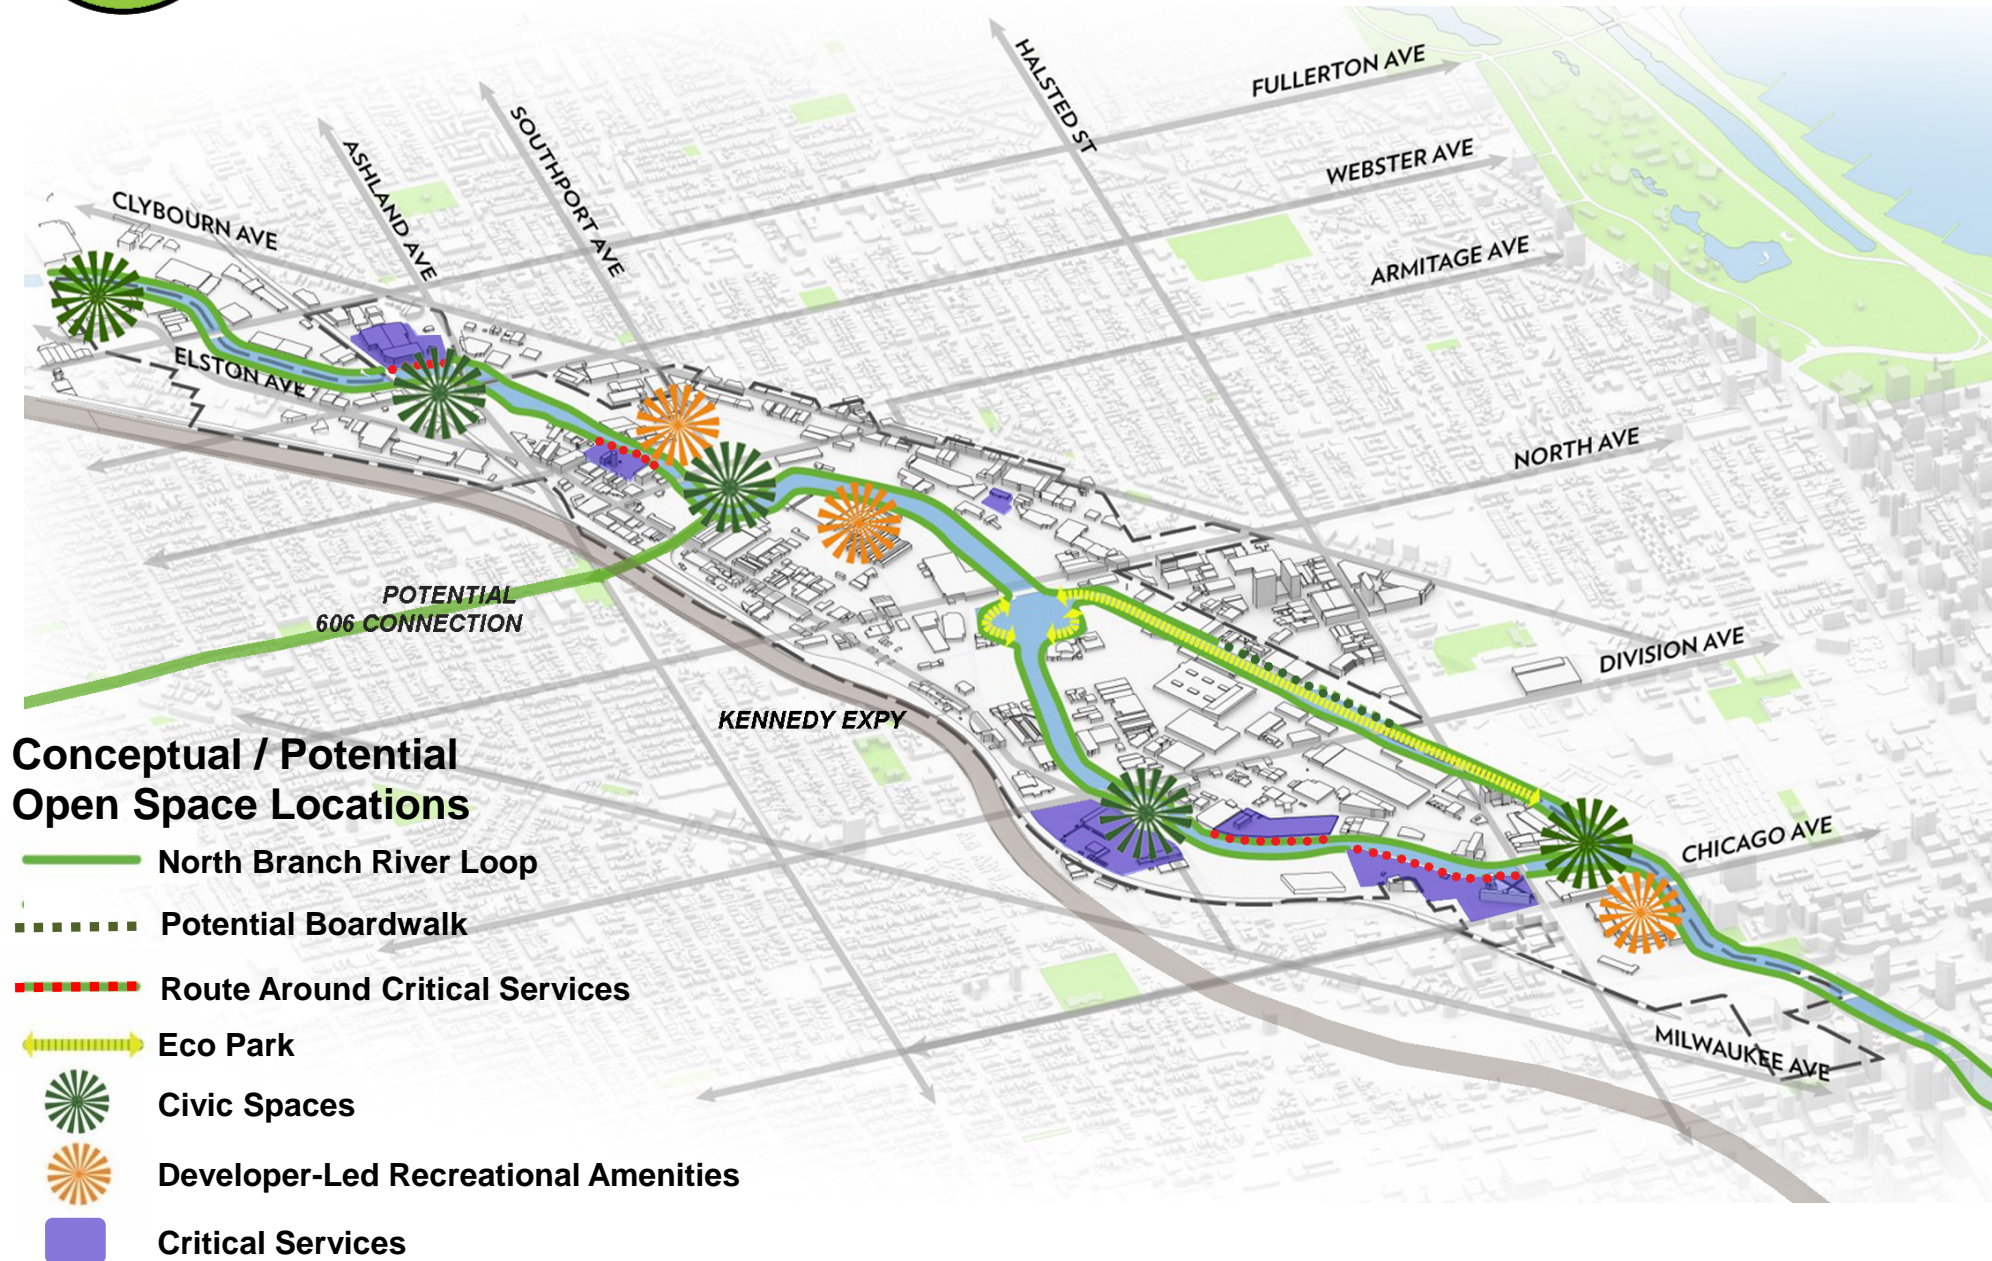 HALSTED ST
FULLERTON AVE
SOUTHPORT AVE
ASHLAND AVE
WEBSTER AVE
CLYBOURN AVE
ARMITAGE AVE
ELSTON AVE
NORTH AVE
POTENTIAL
606 CONNECTION
DIVISION AVE
KENNEDY EXPY
CHICAGO AVE
MILWAUKEE AVE
Conceptual / Potential
Open Space Locations
North Branch River Loop
Potential Boardwalk
Route Around Critical Services
Eco Park
Civic Spaces
Developer-Led Recreational Amenities
Critical Services